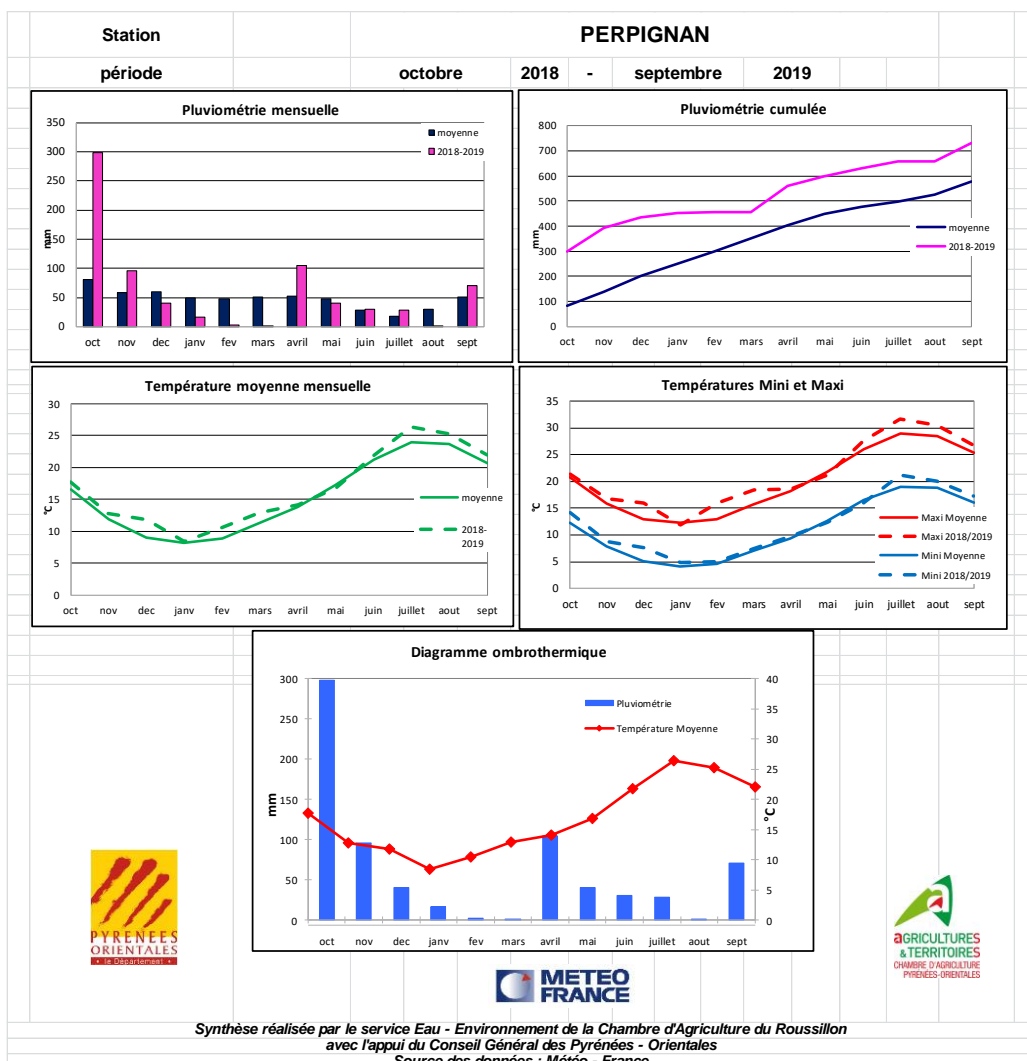 Station PERPIGNAN
période octobre 2018 - septembre 2019
Pluviométrie mensuelle
350
300
250
200
150
100
50
0
mm
moyenne
2018-2019
oct nov dec janv fev mars avril mai juin juillet aout sept
Pluviométrie cumulée
800
700
600
500
400
300
200
100
0
mm
moyenne
2018-2019
oct nov dec janv fev mars avril mai juin juillet aout sept
Température moyenne mensuelle
30
25
20
15
10
5
0
°C
moyenne
2018-
2019
oct nov dec janv fev mars avril mai juin juillet aout sept
Températures Mini et Maxi
35
30
25
20
15
10
5
0
°C
Maxi Moyenne
Maxi 2018/2019
Mini Moyenne
Mini 2018/2019
oct nov dec janv fev mars avril mai juin juillet aout sept
Diagramme ombrothermique
300
250
200
150
100
50
0
mm
Pluviométrie
Température Moyenne
40
35
30
25
20
15
10
5
0
°C
oct nov dec janv fev mars avril mai juin juillet aout sept
PYRENEES
ORIENTALES
• le Département •
METEO
FRANCE
aGRICULTURES
& TERRITOIRES
CHAMBRE D'AGRICULTURE
PYRÉNÉES-ORIENTALES
Synthèse réalisée par le service Eau - Environnement de la Chambre d'Agriculture du Roussillon
avec l'appui du Conseil Général des Pyrénées - Orientales
Source des données : Météo - France